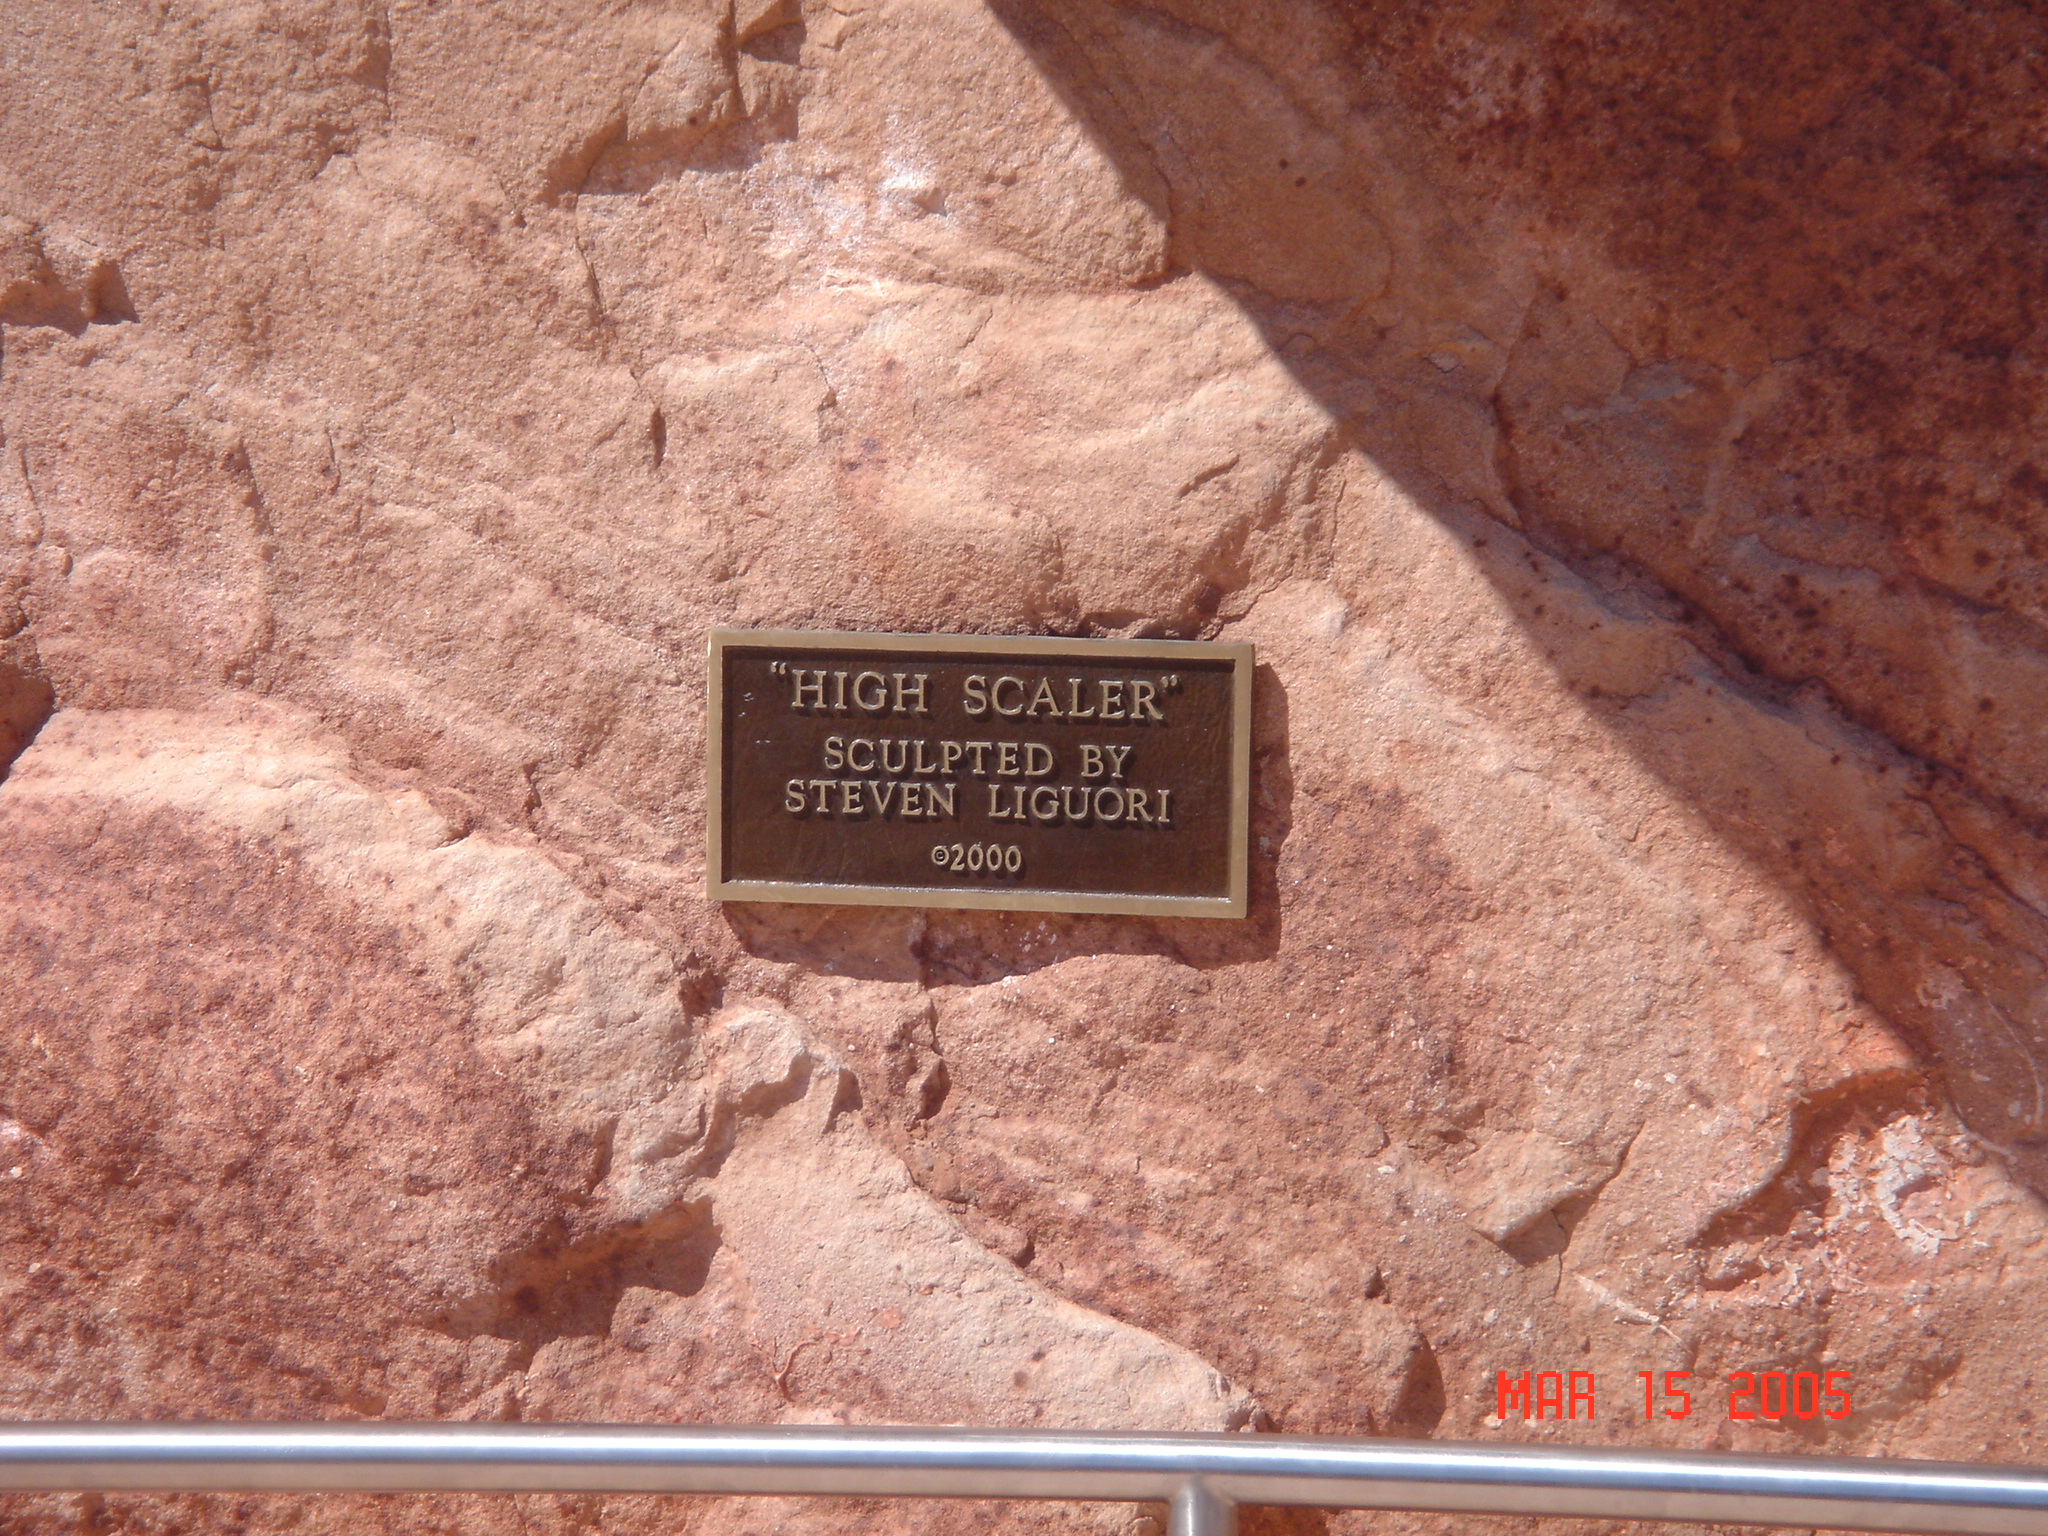 "HIGH SCALER"
SCULPTED BY
STEVEN LIGUORI
©2000
MAR 15 2005